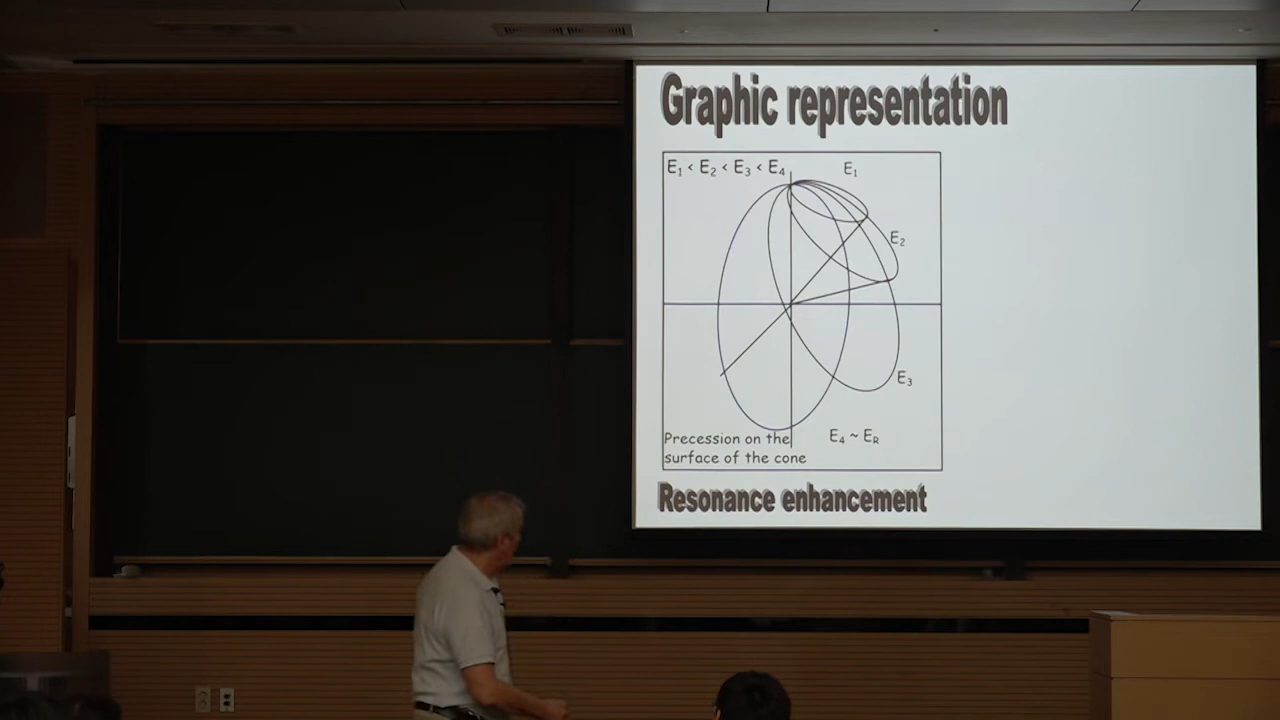 Graphic representation
E₁ < E₂ < E₃ < E₄
E₁
E₂
E₃
E₄ ~ E_R
Precession on the
surface of the cone
Resonance enhancement